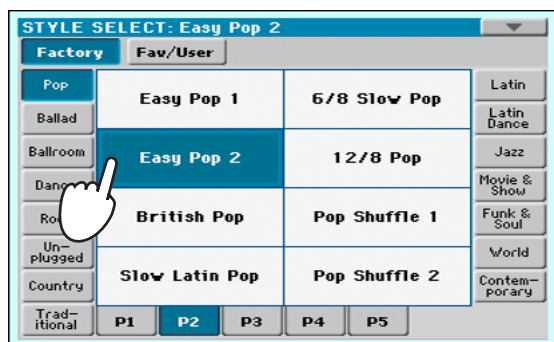 STYLE SELECT: Easy Pop 2
Factory Fav/User
Pop
Ballad
Ballroom
Un-
plugged
Country
Trad-
itional
Easy Pop 1
6/8 Slow Pop
Easy Pop 2
12/8 Pop
British Pop
Pop Shuffle 1
Slow Latin Pop
Pop Shuffle 2
Latin
Latin
Dance
Jazz
Movie &
Show
Funk &
Soul
World
Contem-
porary
P1 P2 P3 P4 P5